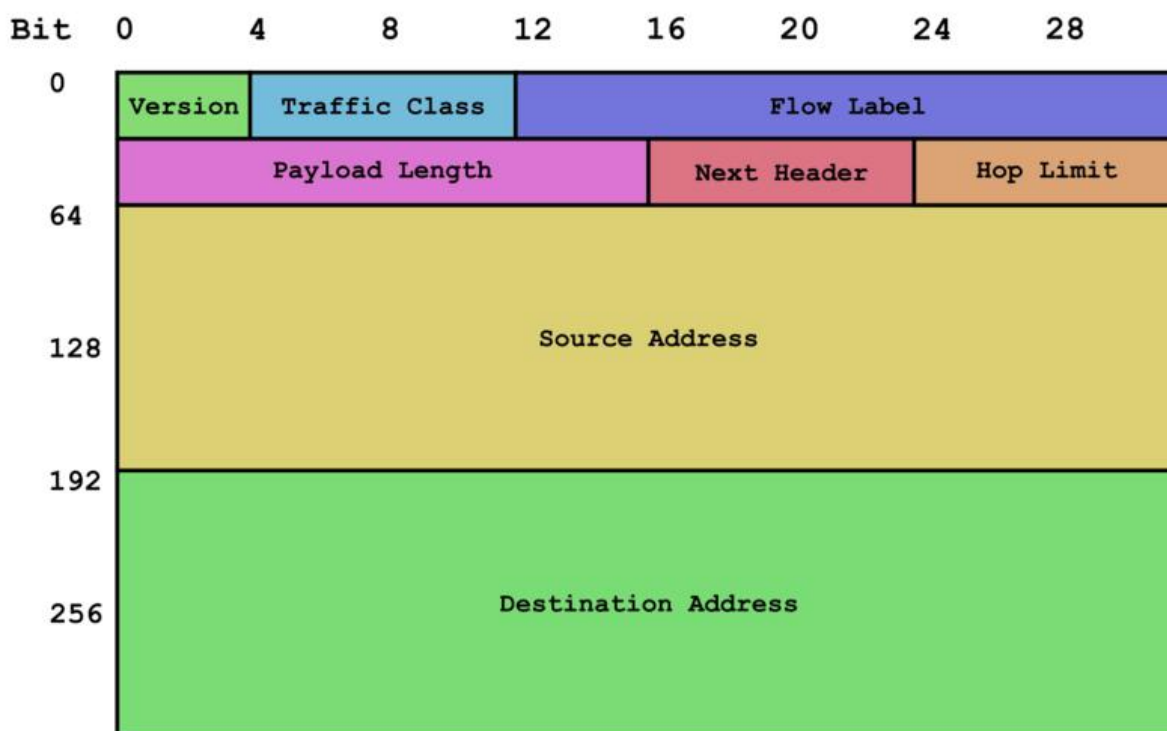 Bit 0 4 8 12 16 20 24 28
0
Version Traffic Class Flow Label
Payload Length Next Header Hop Limit
64
Source Address
128
192
Destination Address
256